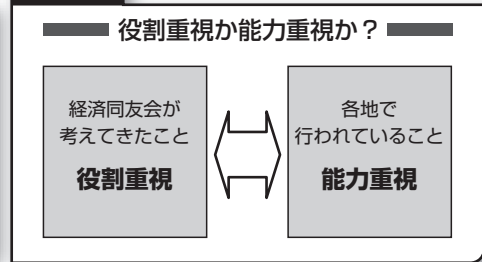 役割重視か能力重視か？
経済同友会が
考えてきたこと
役割重視
各地で
行われていること
能力重視